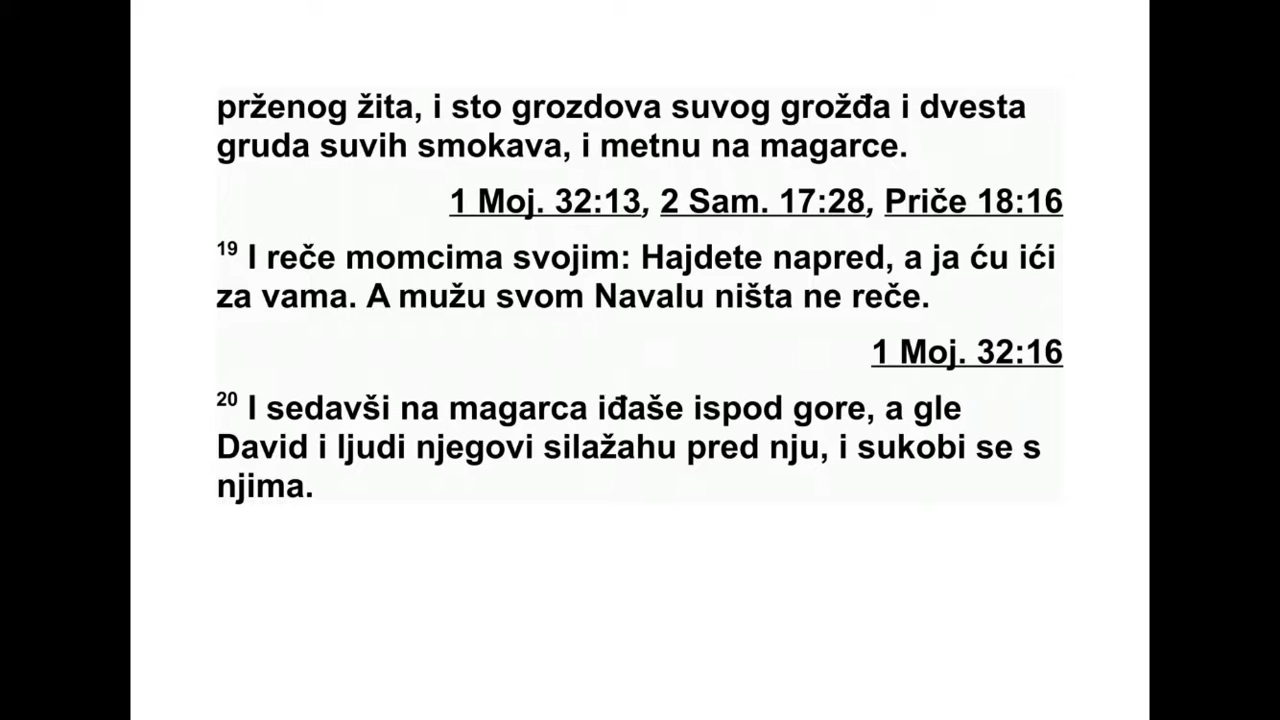 prženog žita, i sto grozdova suvog grožđa i dvesta
gruda suvih smokava, i metnu na magarce.
1 Moj. 32:13, 2 Sam. 17:28, Priče 18:16
19 I reče momcima svojim: Hajdete napred, a ja ću ići
za vama. A mužu svom Navalu ništa ne reče.
1 Moj. 32:16
20 I sedavši na magarca iđaše ispod gore, a gle
David i ljudi njegovi silažahu pred nju, i sukobi se s
njima.